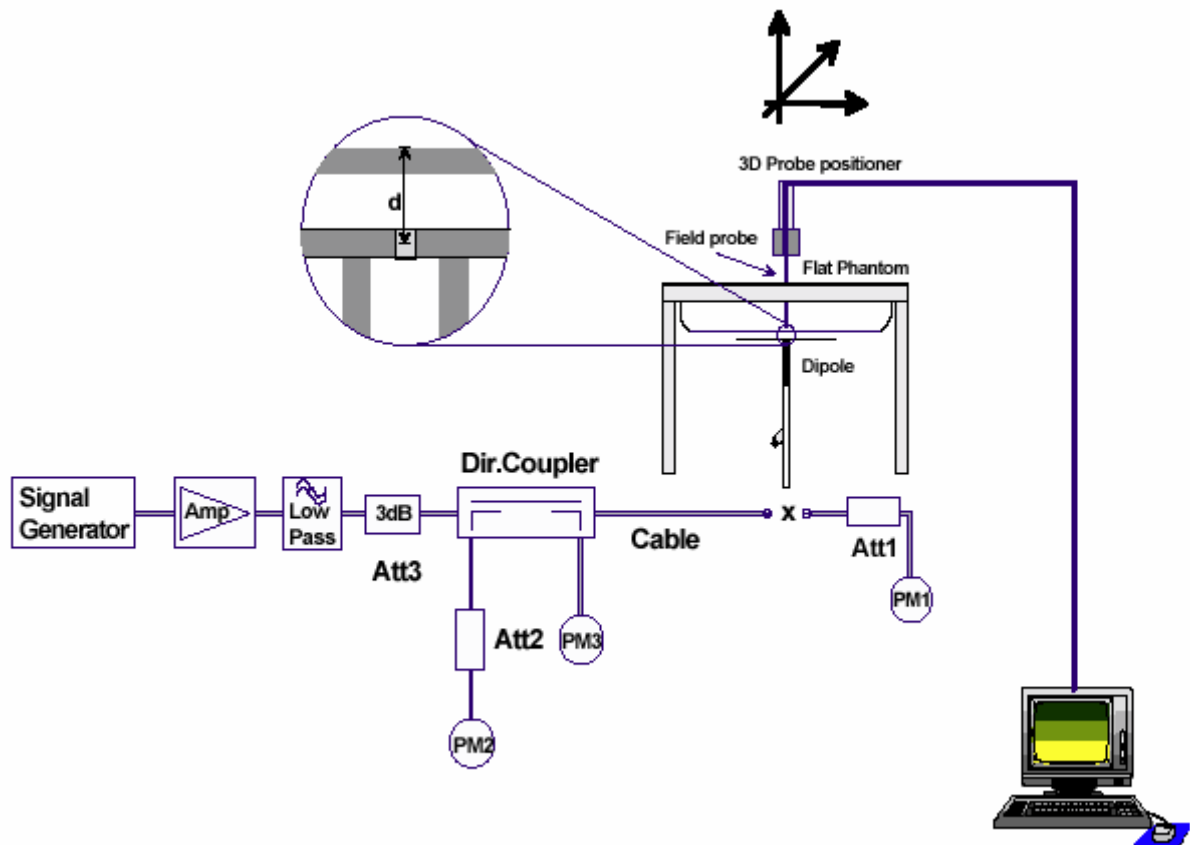 3D Probe positioner
d
Field probe
Flat Phantom
Dipole
Dir.Coupler
Signal
Generator
Amp
Low
Pass
3dB
Att3
Cable
x
Att1
PM1
Att2
PM3
PM2